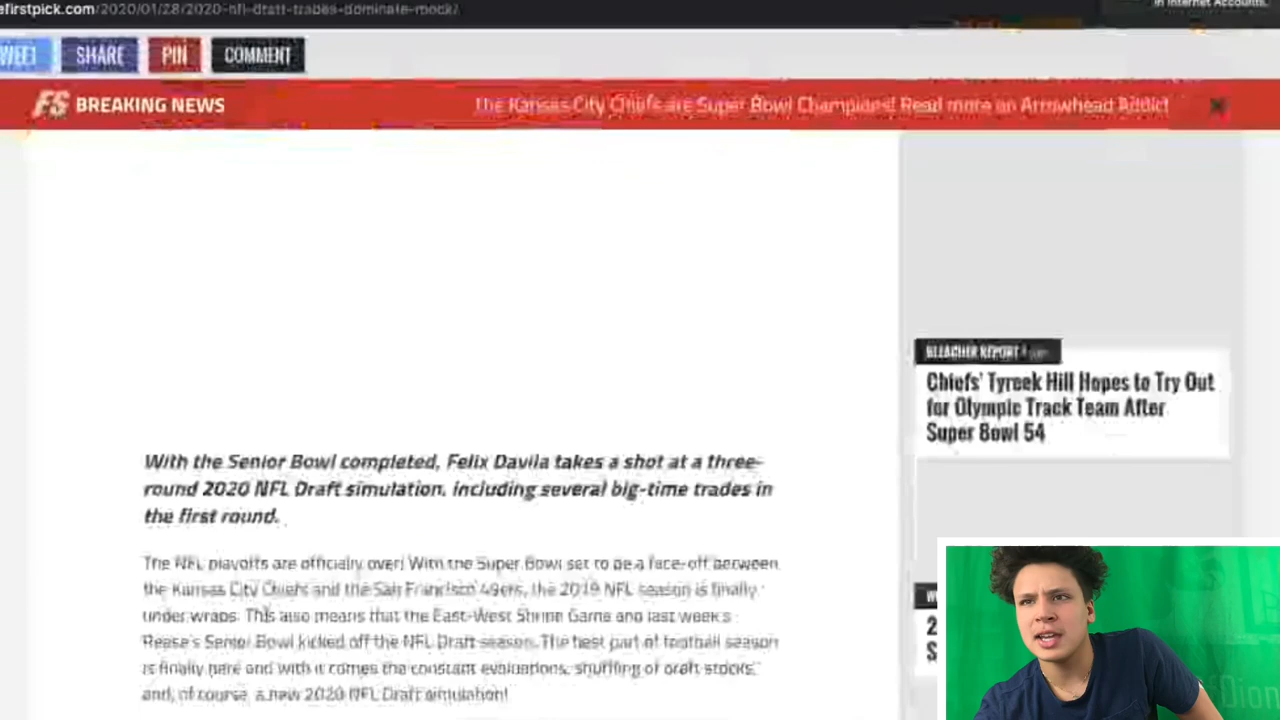 efirstpick.com/2020/01/28/2020-nfl-draft-trades-dominate-mock/
in Internet Accounts.
WEET SHARE PIN COMMENT
FS BREAKING NEWS The Kansas City Chiefs are Super Bowl Champions! Read more on Arrowhead Addict
BLEACHER REPORT
Chiefs' Tyreek Hill Hopes to Try Out
for Olympic Track Team After
Super Bowl 54
With the Senior Bowl completed, Felix Davila takes a shot at a three-
round 2020 NFL Draft simulation, including several big-time trades in
the first round.
The NFL playoffs are officially over! With the Super Bowl set to be a face-off between
the Kansas City Chiefs and the San Francisco 49ers, the 2019 NFL season is finally
under wraps. This also means that the East-West Shrine Game and last week's
Reese's Senior Bowl kicked off the NFL Draft season. The best part of football season
is finally here and with it comes the constant evaluations, shuffling of draft stocks,
and, of course, a new 2020 NFL Draft simulation!
W
2
S
Dion